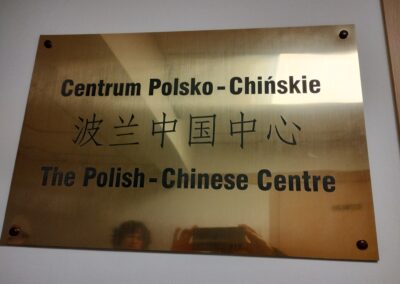 Centrum Polsko-Chińskie
波兰中国中心
The Polish-Chinese Centre